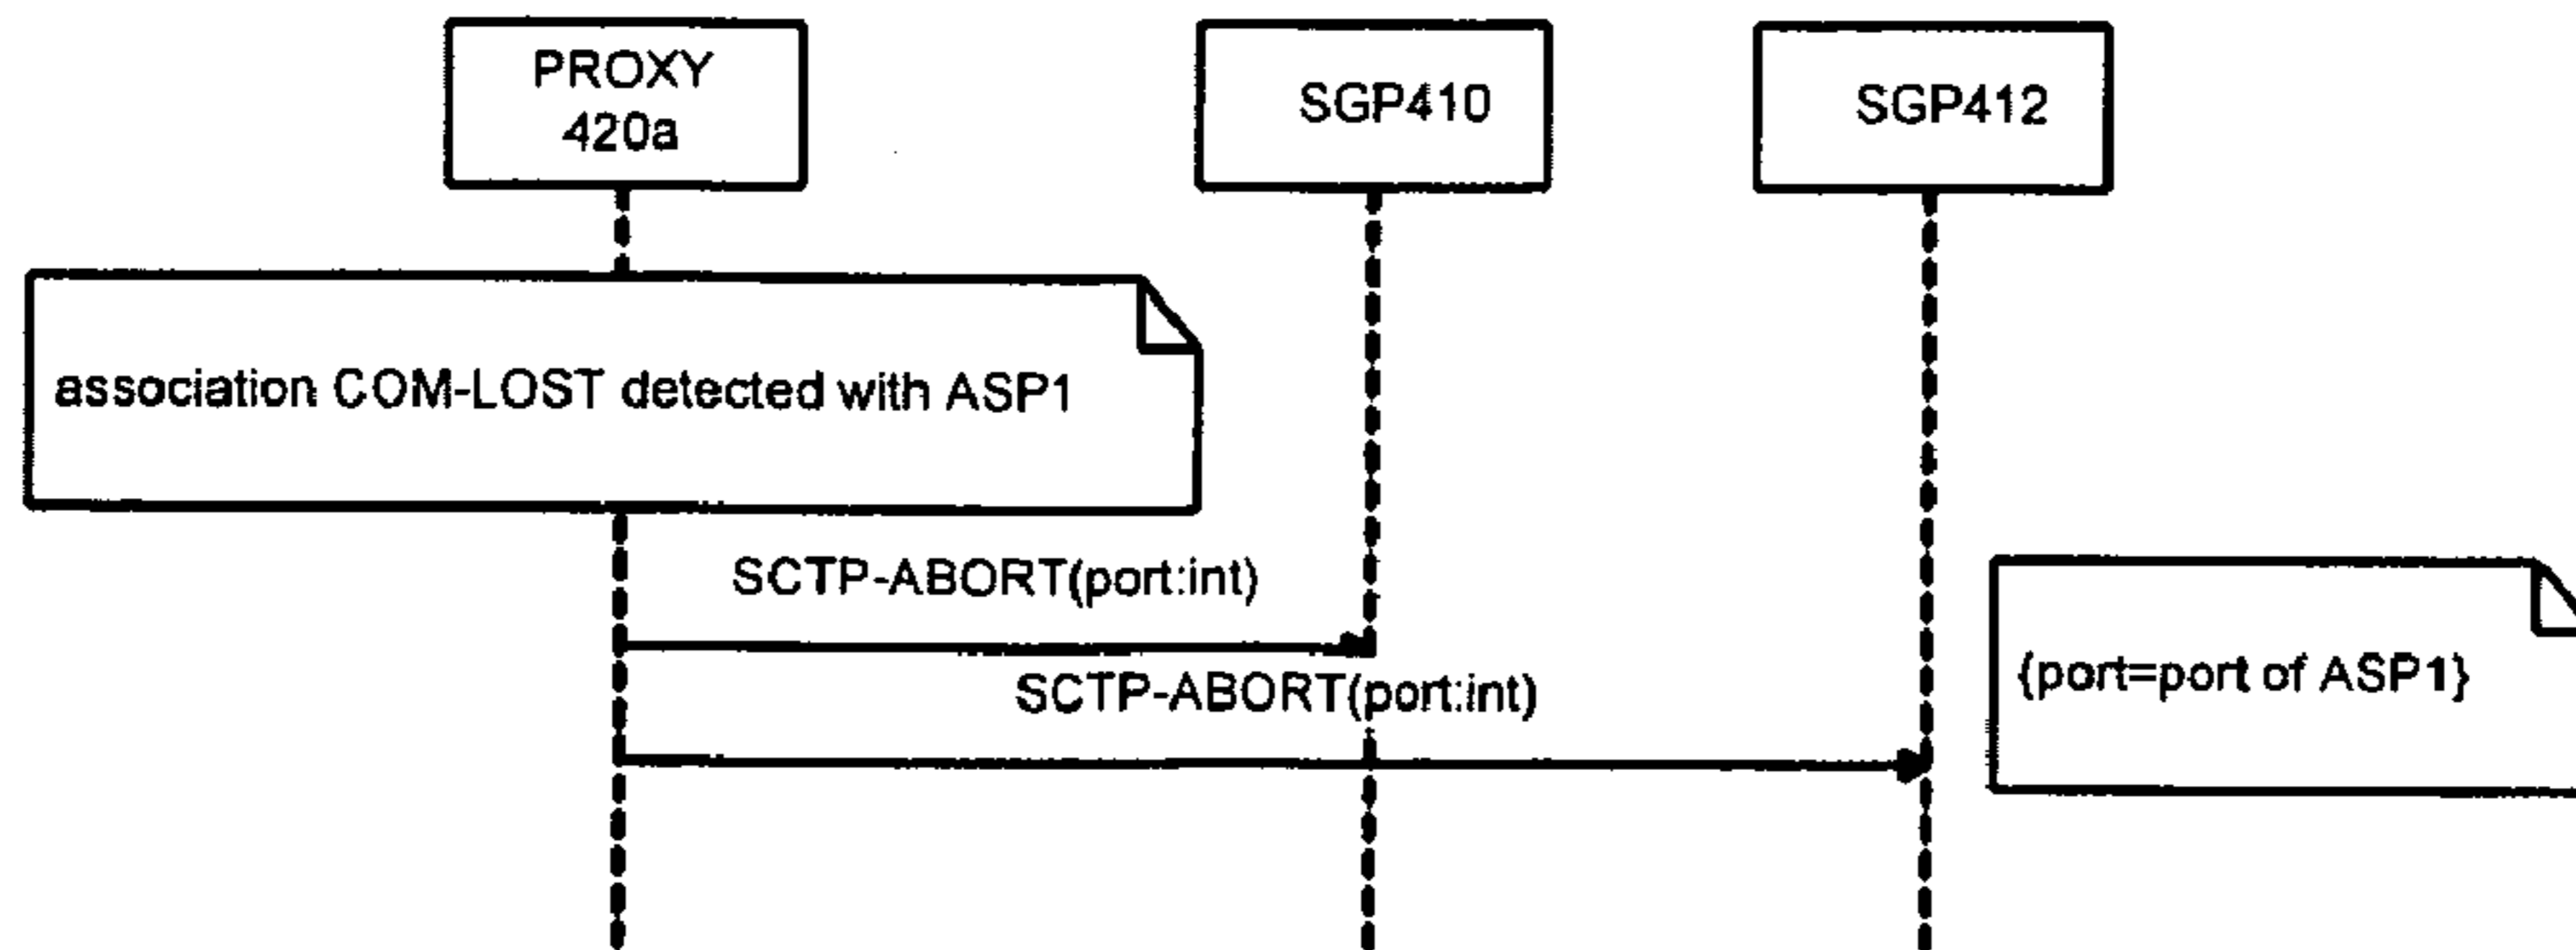 PROXY
420a
SGP410
SGP412
association COM-LOST detected with ASP1
SCTP-ABORT(port:int)
SCTP-ABORT(port:int)
{port=port of ASP1}